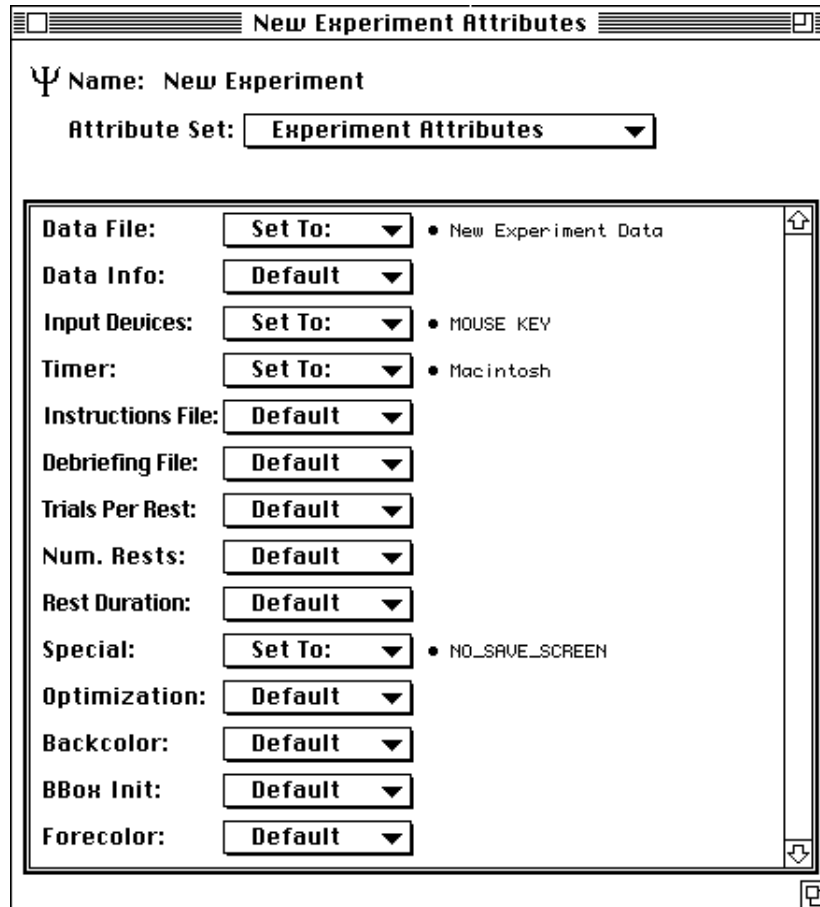 New Experiment Attributes
Ψ Name: New Experiment
Attribute Set: Experiment Attributes
Data File: Set To: • New Experiment Data
Data Info: Default
Input Devices: Set To: • MOUSE KEY
Timer: Set To: • Macintosh
Instructions File: Default
Debriefing File: Default
Trials Per Rest: Default
Num. Rests: Default
Rest Duration: Default
Special: Set To: • NO_SAVE_SCREEN
Optimization: Default
Backcolor: Default
BBox Init: Default
Forecolor: Default